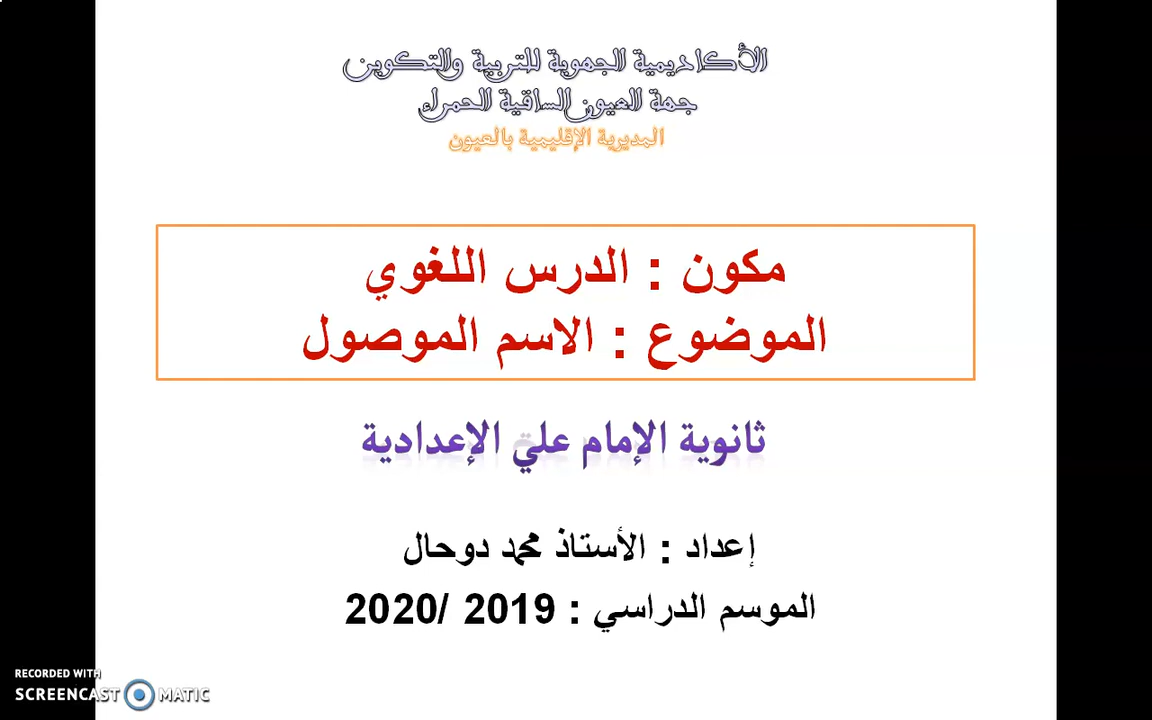 الأكاديمية الجهوية للتربية والتكوين
جهة العيون الساقية الحمراء
المديرية الإقليمية بالعيون
مكون : الدرس اللغوي
الموضوع : الاسم الموصول
ثانوية الإمام علي الإعدادية
إعداد : الأستاذ محمد دوحال
الموسم الدراسي : 2019 /2020
RECORDED WITH
SCREENCAST MATIC